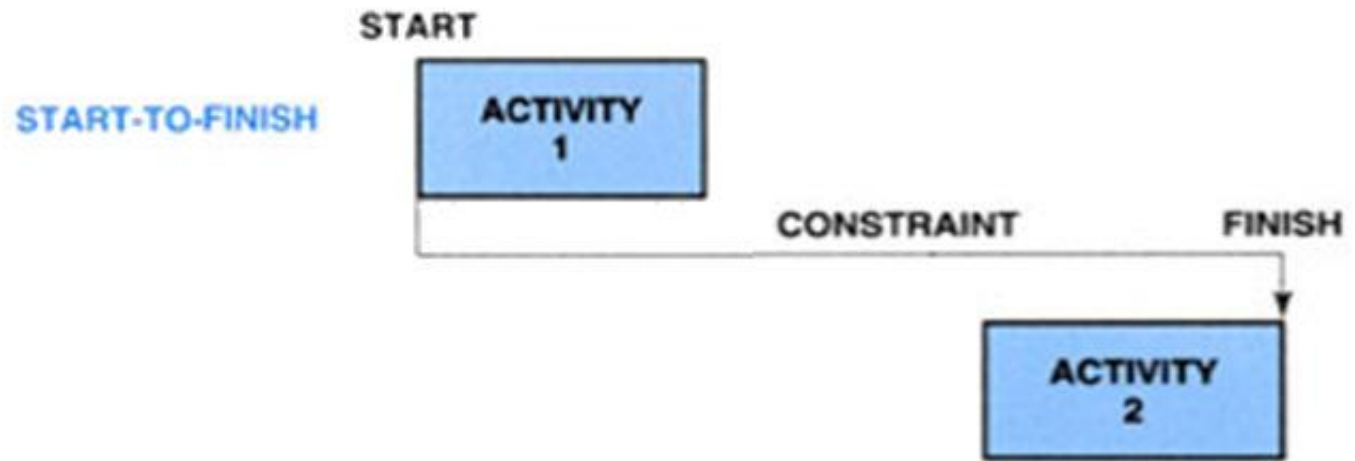 START
START-TO-FINISH
ACTIVITY
1
CONSTRAINT
FINISH
ACTIVITY
2